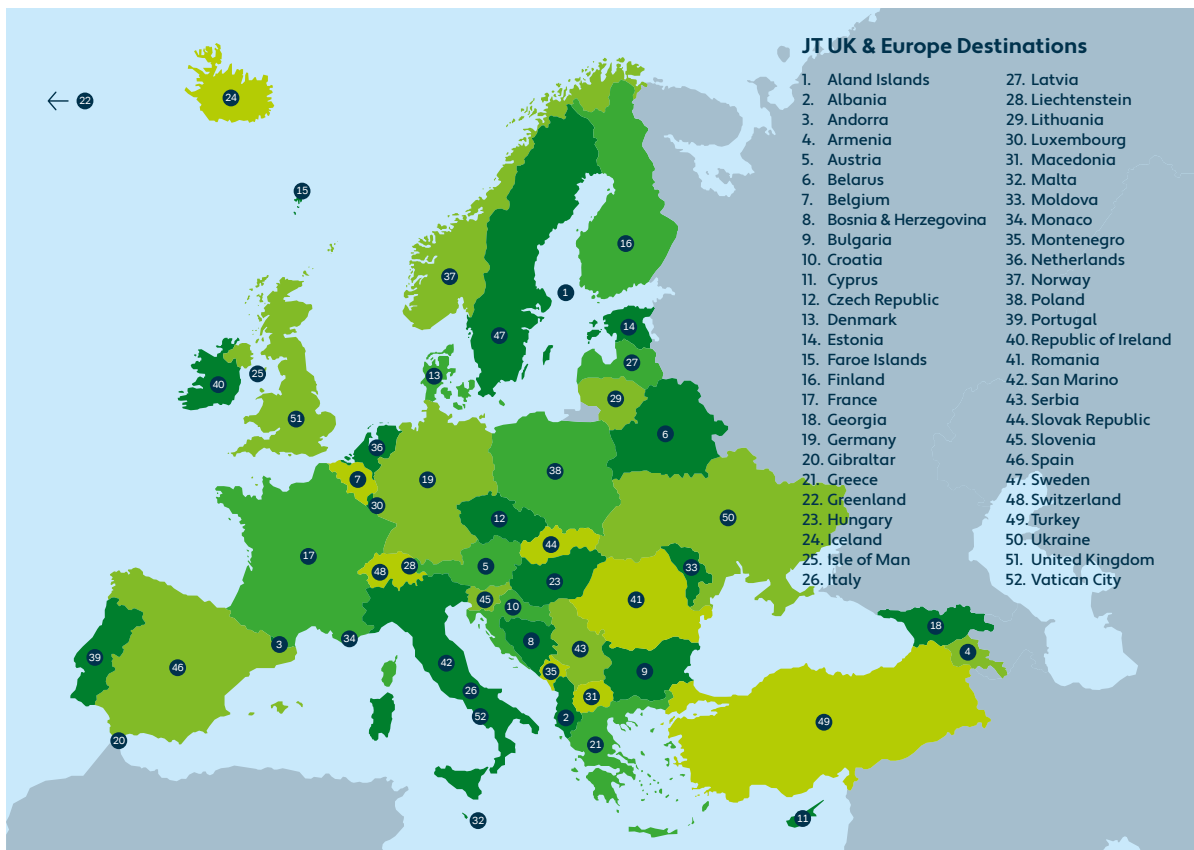 JT UK & Europe Destinations
1. Aland Islands
2. Albania
3. Andorra
4. Armenia
5. Austria
6. Belarus
7. Belgium
8. Bosnia & Herzegovina
9. Bulgaria
10. Croatia
11. Cyprus
12. Czech Republic
13. Denmark
14. Estonia
15. Faroe Islands
16. Finland
17. France
18. Georgia
19. Germany
20. Gibraltar
21. Greece
22. Greenland
23. Hungary
24. Iceland
25. Isle of Man
26. Italy
27. Latvia
28. Liechtenstein
29. Lithuania
30. Luxembourg
31. Macedonia
32. Malta
33. Moldova
34. Monaco
35. Montenegro
36. Netherlands
37. Norway
38. Poland
39. Portugal
40. Republic of Ireland
41. Romania
42. San Marino
43. Serbia
44. Slovak Republic
45. Slovenia
46. Spain
47. Sweden
48. Switzerland
49. Turkey
50. Ukraine
51. United Kingdom
52. Vatican City
22
24
15
16
37
1
47
14
27
13
25
40
29
51
6
36
38
7
19
30
12
50
44
17
28
5
48
33
23
45
41
10
18
34
8
3
43
4
39
42
46
35
9
26
31
52
2
49
20
21
11
32